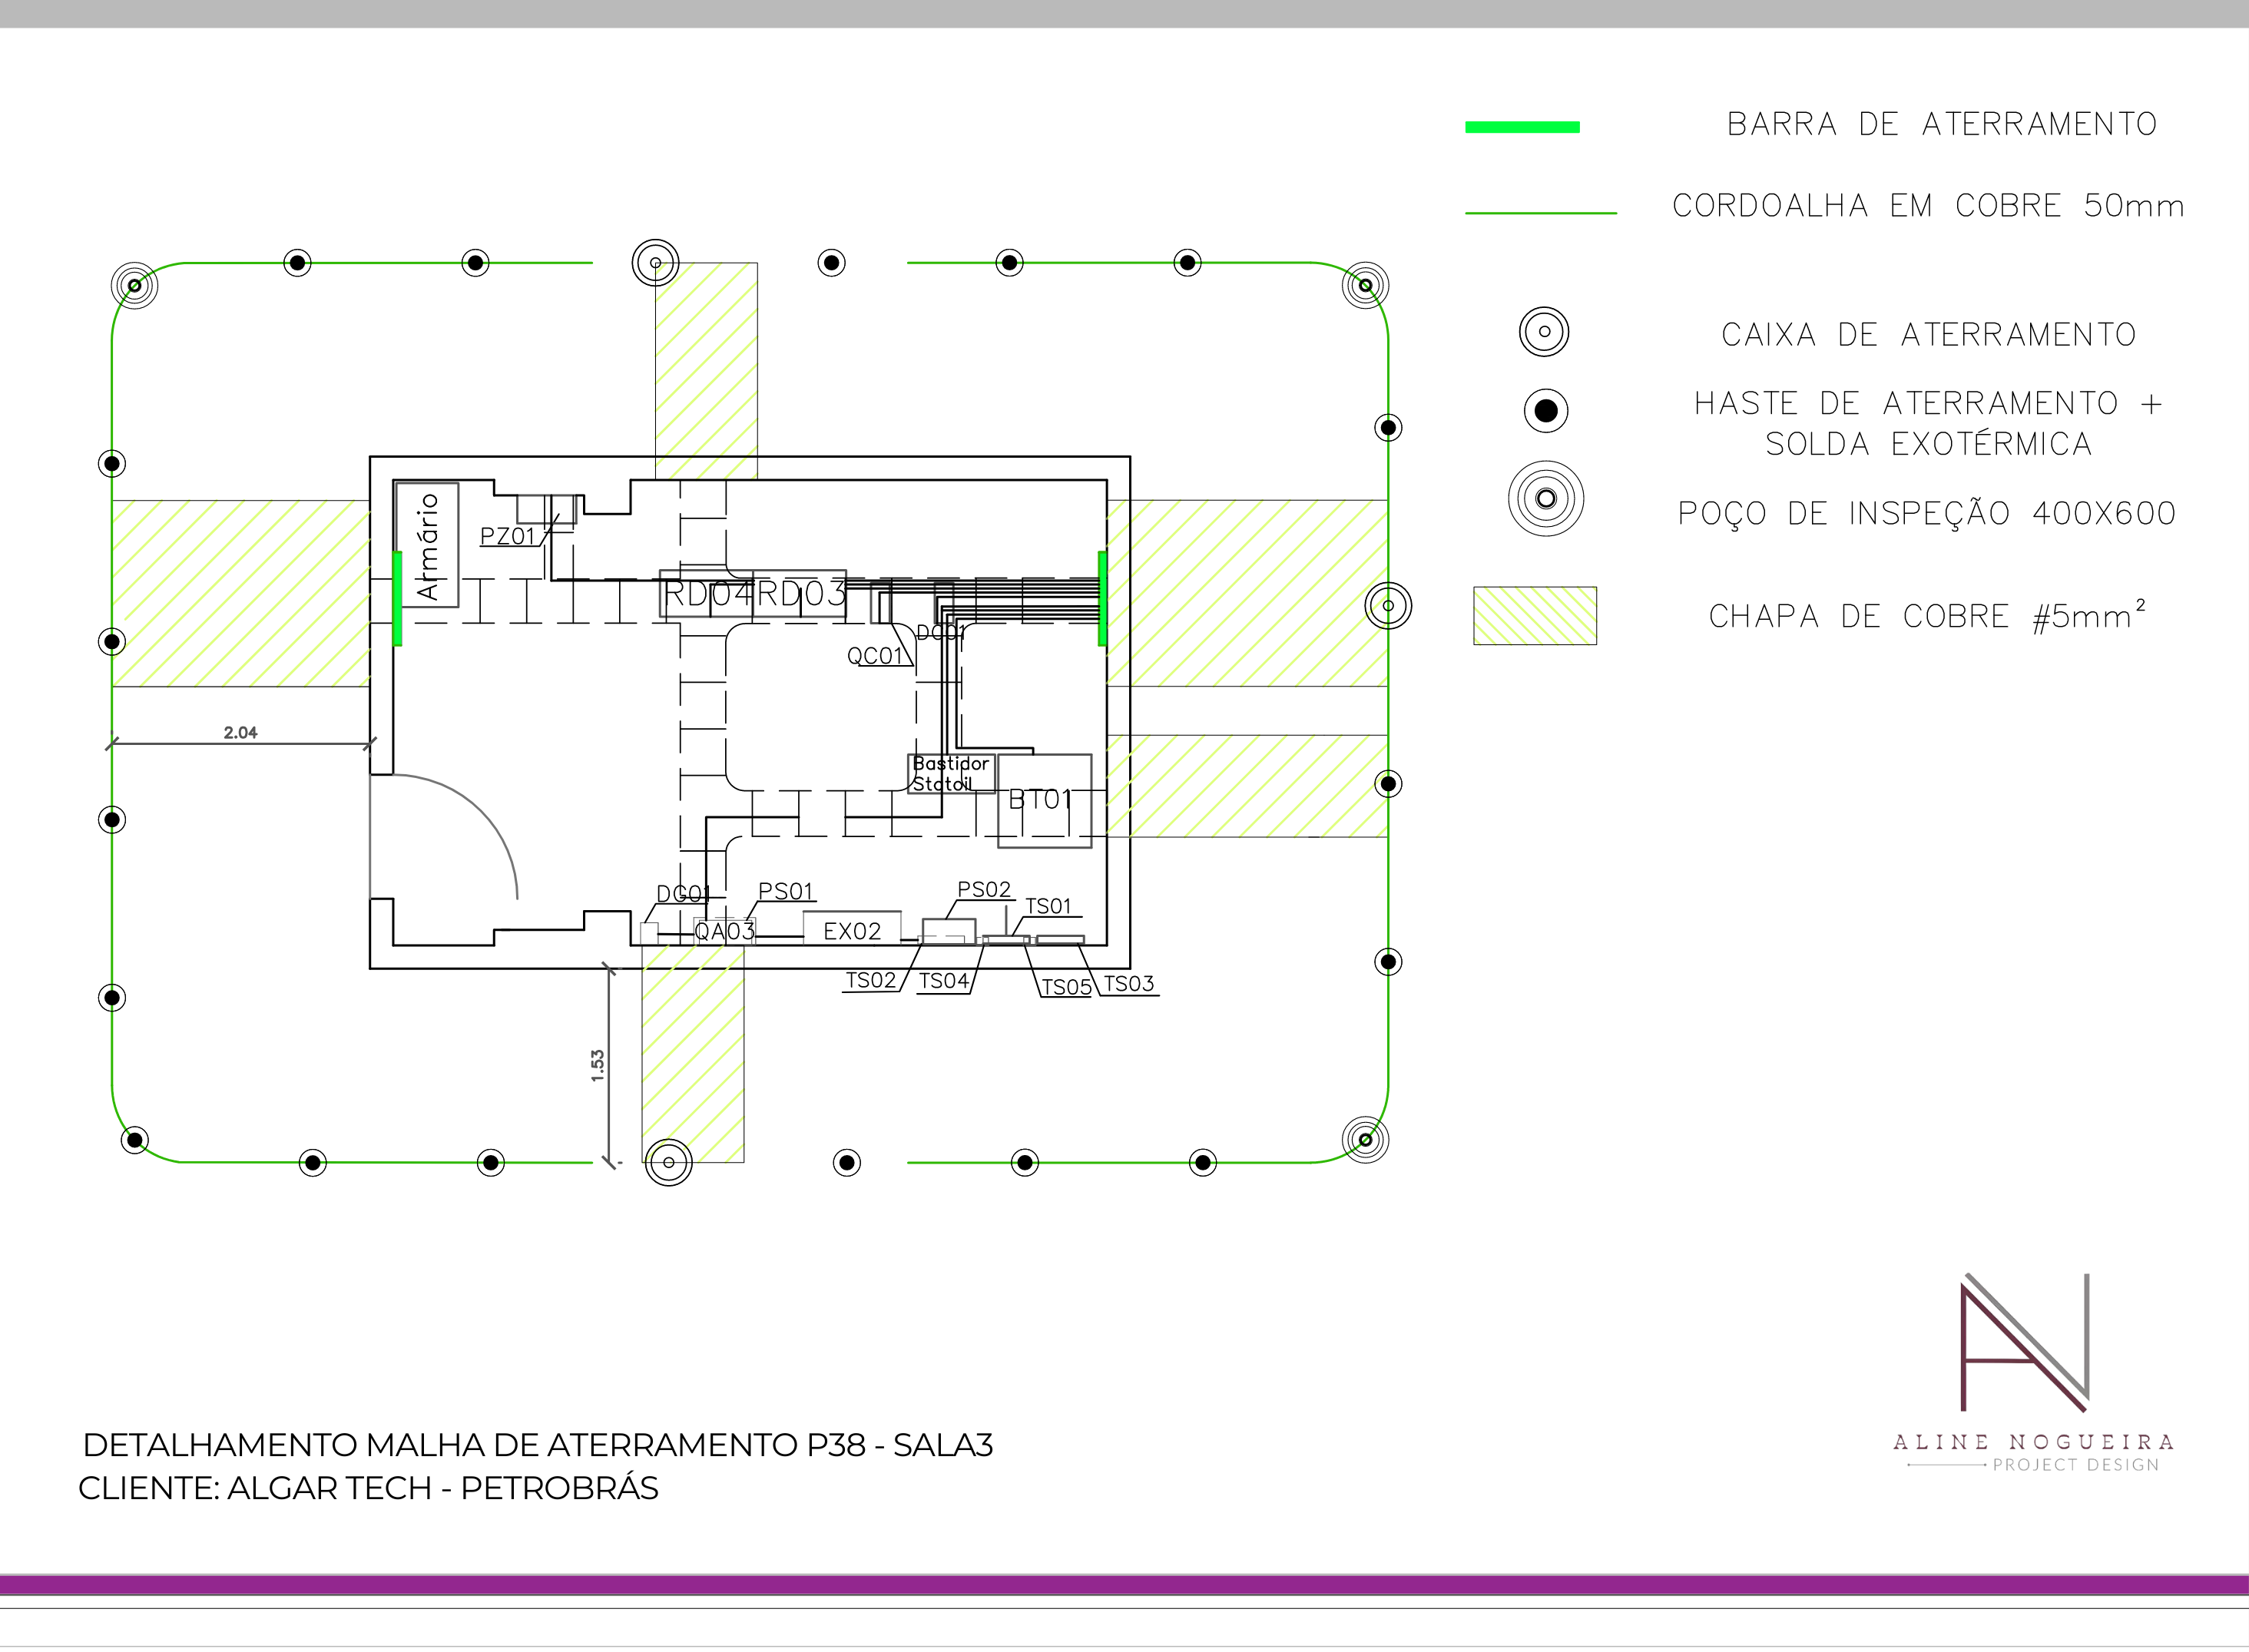 BARRA DE ATERRAMENTO
CORDOALHA EM COBRE 50mm
CAIXA DE ATERRAMENTO
HASTE DE ATERRAMENTO +
SOLDA EXOTÉRMICA
POÇO DE INSPEÇÃO 400X600
CHAPA DE COBRE #5mm²
Armário
PZ01
RD04
RD03
DG01
QC01
2.04
Bastidor
Statoil
BT01
DG01
PS01
PS02
TS01
QA03
EX02
TS02
TS04
TS05
TS03
1.53
ALINE NOGUEIRA
PROJECT DESIGN
DETALHAMENTO MALHA DE ATERRAMENTO P38 - SALA3
CLIENTE: ALGAR TECH - PETROBRÁS